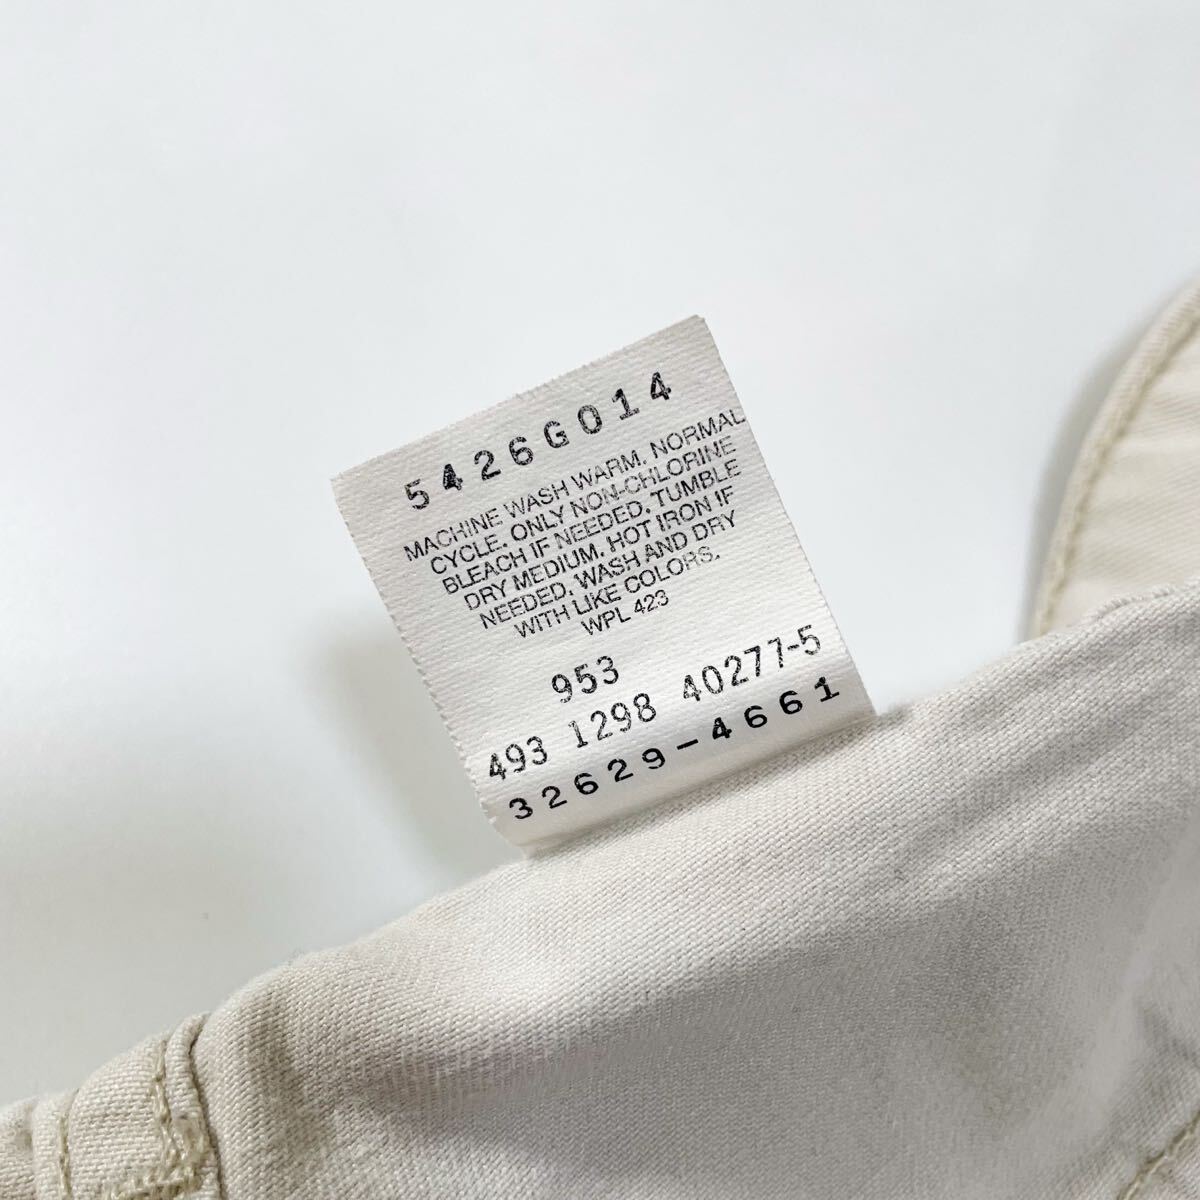 5426G014
MACHINE WASH WARM. NORMAL
CYCLE. ONLY NON-CHLORINE
BLEACH IF NEEDED. TUMBLE
DRY MEDIUM. HOT IRON IF
NEEDED. WASH AND DRY
WITH LIKE COLORS.
WPL 423
953
493 1298 40277-5
32629-4661